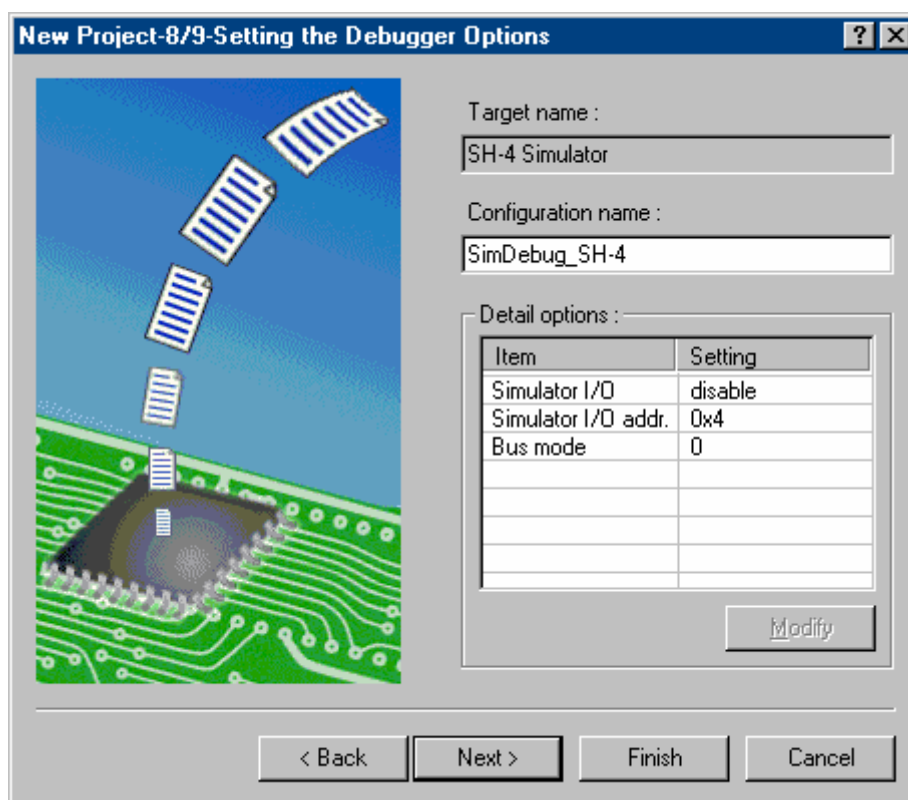 New Project-8/9-Setting the Debugger Options
Target name :
SH-4 Simulator
Configuration name :
SimDebug_SH-4
Detail options :
Item Setting
Simulator I/O disable
Simulator I/O addr. 0x4
Bus mode 0
Modify
< Back Next > Finish Cancel